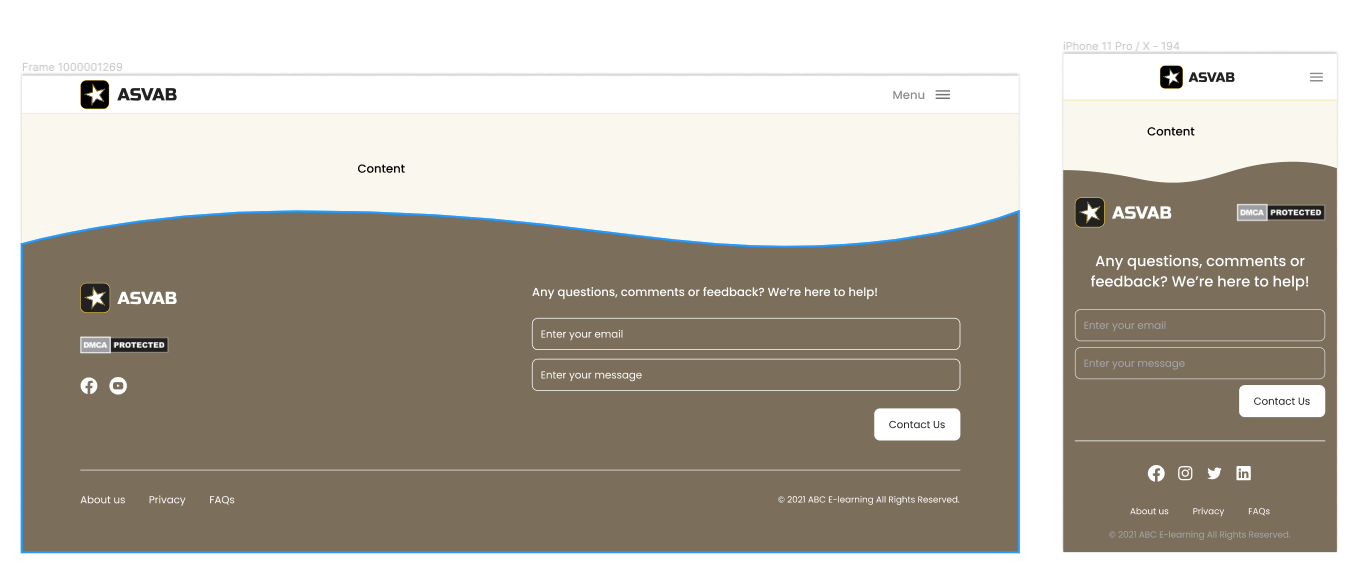 Frame 1000001269
ASVAB
Menu
Content
ASVAB
DMCA PROTECTED
Any questions, comments or feedback? We’re here to help!
Enter your email
Enter your message
Contact Us
About us Privacy FAQs
© 2021 ABC E-learning All Rights Reserved.
iPhone 11 Pro / X - 194
ASVAB
Content
ASVAB
DMCA PROTECTED
Any questions, comments or
feedback? We’re here to help!
Enter your email
Enter your message
Contact Us
About us Privacy FAQs
© 2021 ABC E-learning All Rights Reserved.